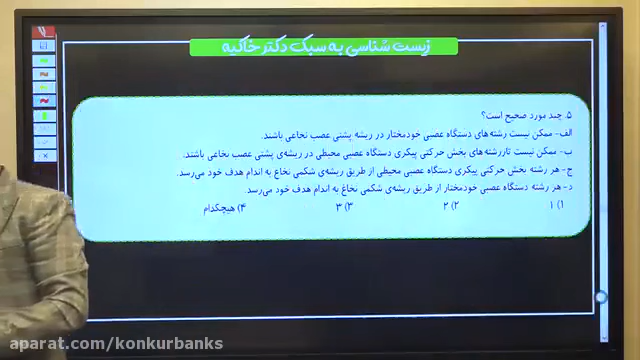 زیست شناسی به سبک دکتر خاکیه
۵. چند مورد صحیح است؟
الف- ممکن نیست رشته‌های دستگاه عصبی خودمختار در ریشه پشتی عصب نخاعی باشند.
ب- ممکن نیست تارزشته‌های بخش حرکتی پیکری دستگاه عصبی محیطی در ریشه‌ی پشتی عصب نخاعی باشند.
ج- هر رشته بخش حرکتی پیکری دستگاه عصبی محیطی از طریق ریشه‌ی شکمی نخاع به اندام هدف خود می‌رسد.
د- هر رشته دستگاه عصبی خودمختار از طریق ریشه‌ی شکمی نخاع به اندام هدف خود می‌رسد.
۱) ۱ ۲) ۲ ۳) ۳ ۴) هیچکدام
aparat.com/konkurbanks